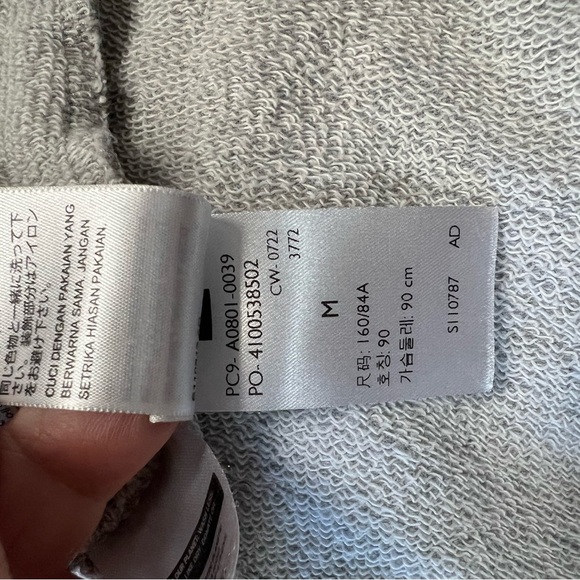 同じ色物と一緒に洗って下
さい。装飾部分はアイロン
をお避け下さい。
CUCI DENGAN PAKAIAN YANG
BERWARNA SAMA. JANGAN
SETRIKA HIASAN PAKAIAN.
PC9- A0801-0039
PO- 4100538502
CW- 0722
3772
M
尺码: 160/84A
호칭: 90
가슴둘레: 90 cm
S110787 AD